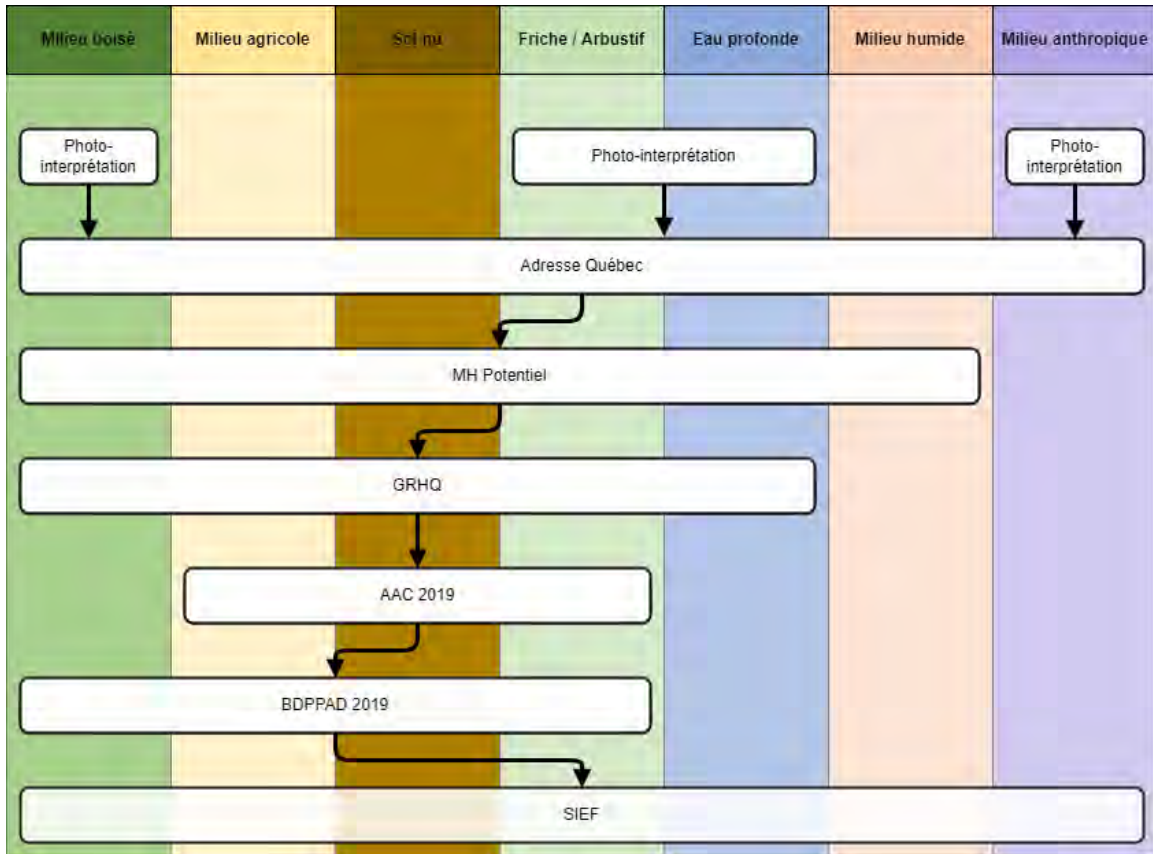 Milieu boisé
Milieu agricole
Sol nu
Friche / Arbustif
Eau profonde
Milieu humide
Milieu anthropique
Photo-
interprétation
Photo-interprétation
Photo-
interprétation
Adresse Québec
MH Potentiel
GRHQ
AAC 2019
BDPPAD 2019
SIEF